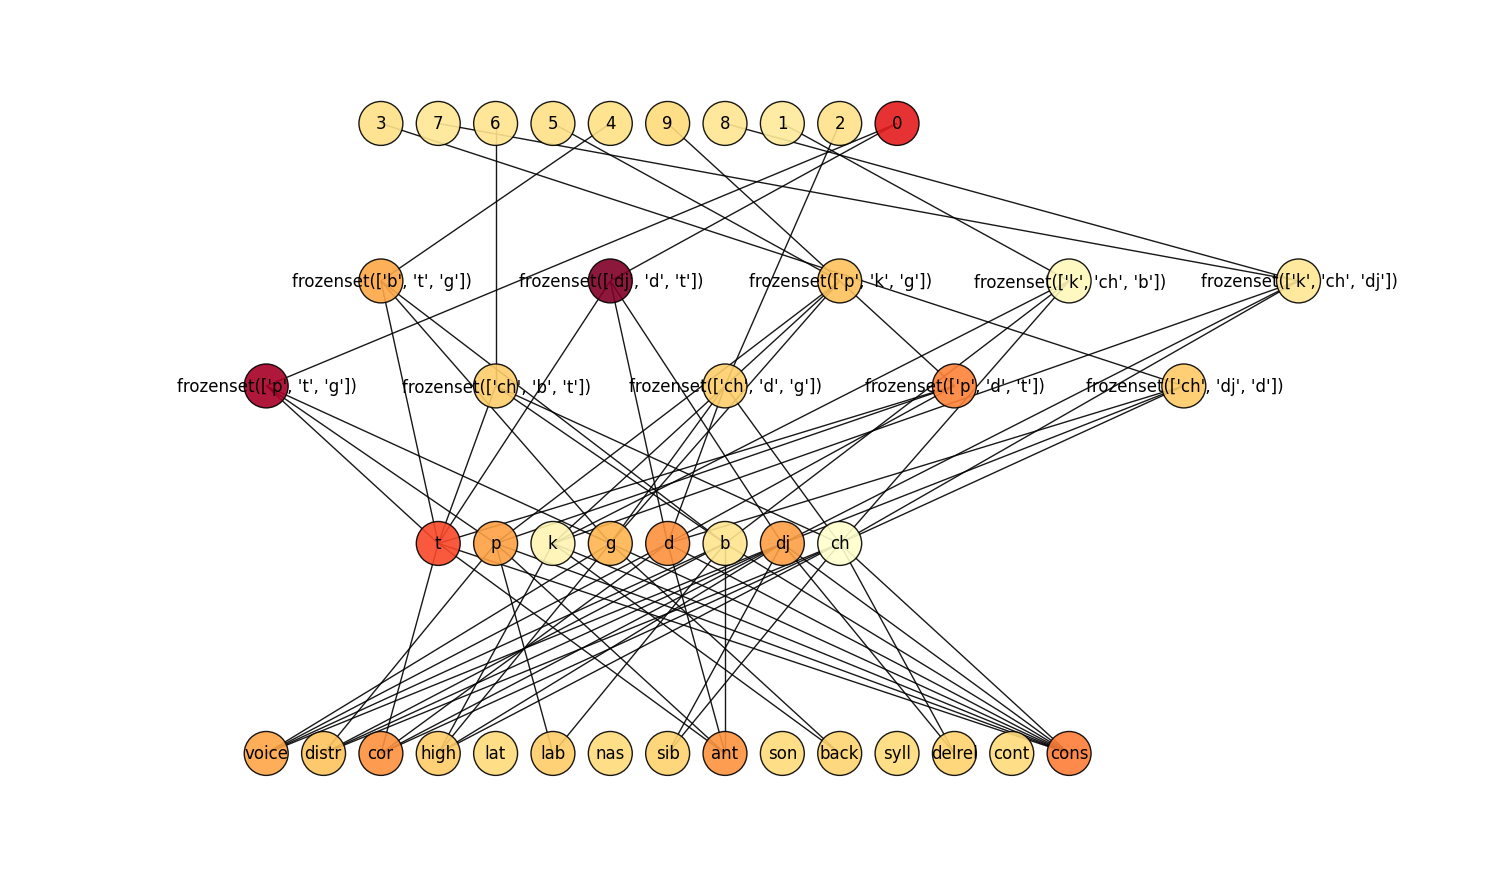 3 7 6 5 4 9 8 1 2 0
frozenset(['b', 't', 'g']) frozenset(['dj', 'd', 't']) frozenset(['p', 'k', 'g']) frozenset(['k', 'ch', 'b']) frozenset(['k', 'ch', 'dj'])
frozenset(['p', 't', 'g']) frozenset(['ch', 'b', 't']) frozenset(['ch', 'd', 'g']) frozenset(['p', 'd', 't']) frozenset(['ch', 'dj', 'd'])
t p k g d b dj ch
voice distr cor high lat lab nas sib ant son back syll delrel cont cons